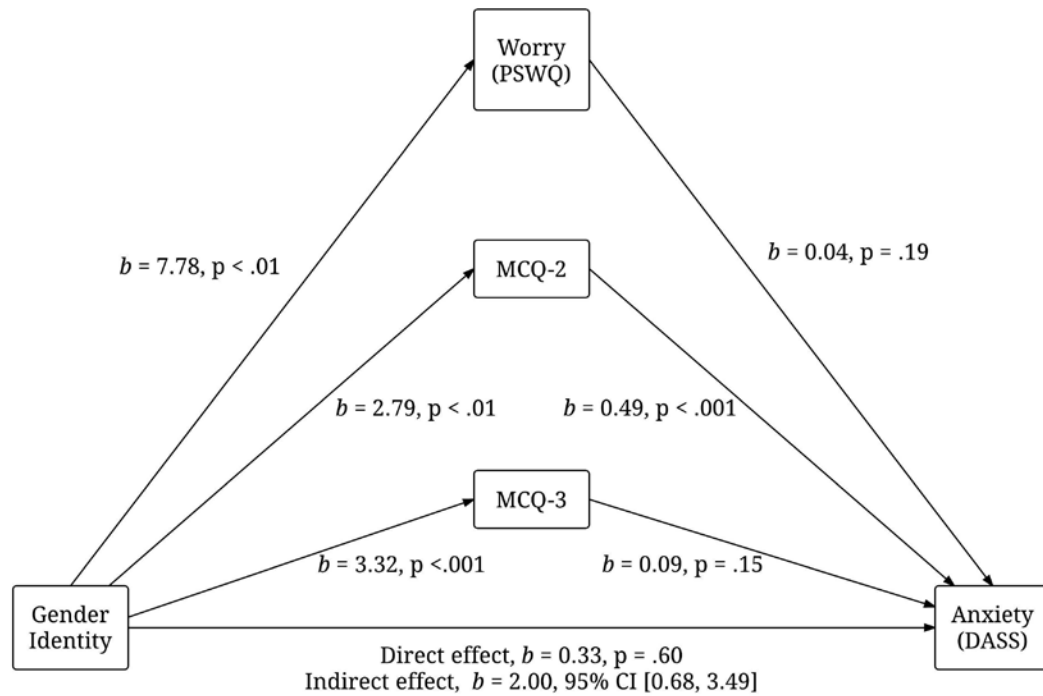 Worry
(PSWQ)
b = 7.78, p < .01
b = 0.04, p = .19
MCQ-2
b = 2.79, p < .01
b = 0.49, p < .001
MCQ-3
b = 3.32, p <.001
b = 0.09, p = .15
Gender
Identity
Anxiety
(DASS)
Direct effect, b = 0.33, p = .60
Indirect effect, b = 2.00, 95% CI [0.68, 3.49]